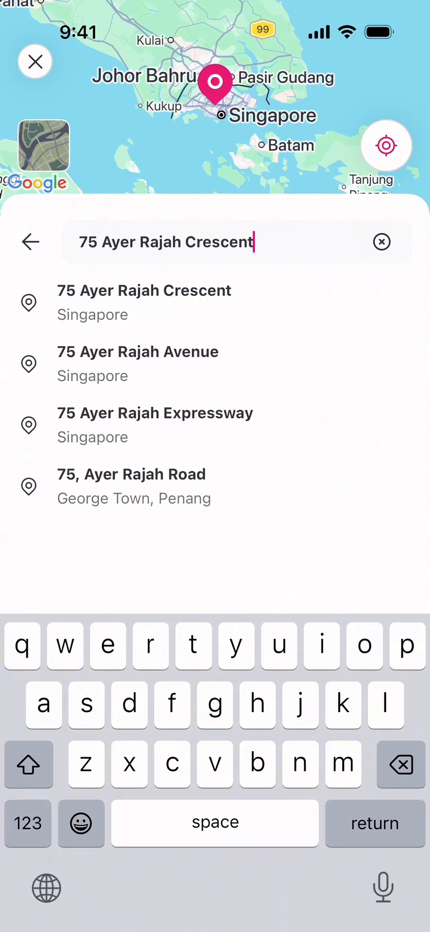 9:41
99
Kulai
Johor Bahru
Pasir Gudang
Kukup
Singapore
Batam
Google
Tanjung
75 Ayer Rajah Crescent
75 Ayer Rajah Crescent
Singapore
75 Ayer Rajah Avenue
Singapore
75 Ayer Rajah Expressway
Singapore
75, Ayer Rajah Road
George Town, Penang
q w e r t y u i o p
a s d f g h j k l
z x c v b n m
123 space return